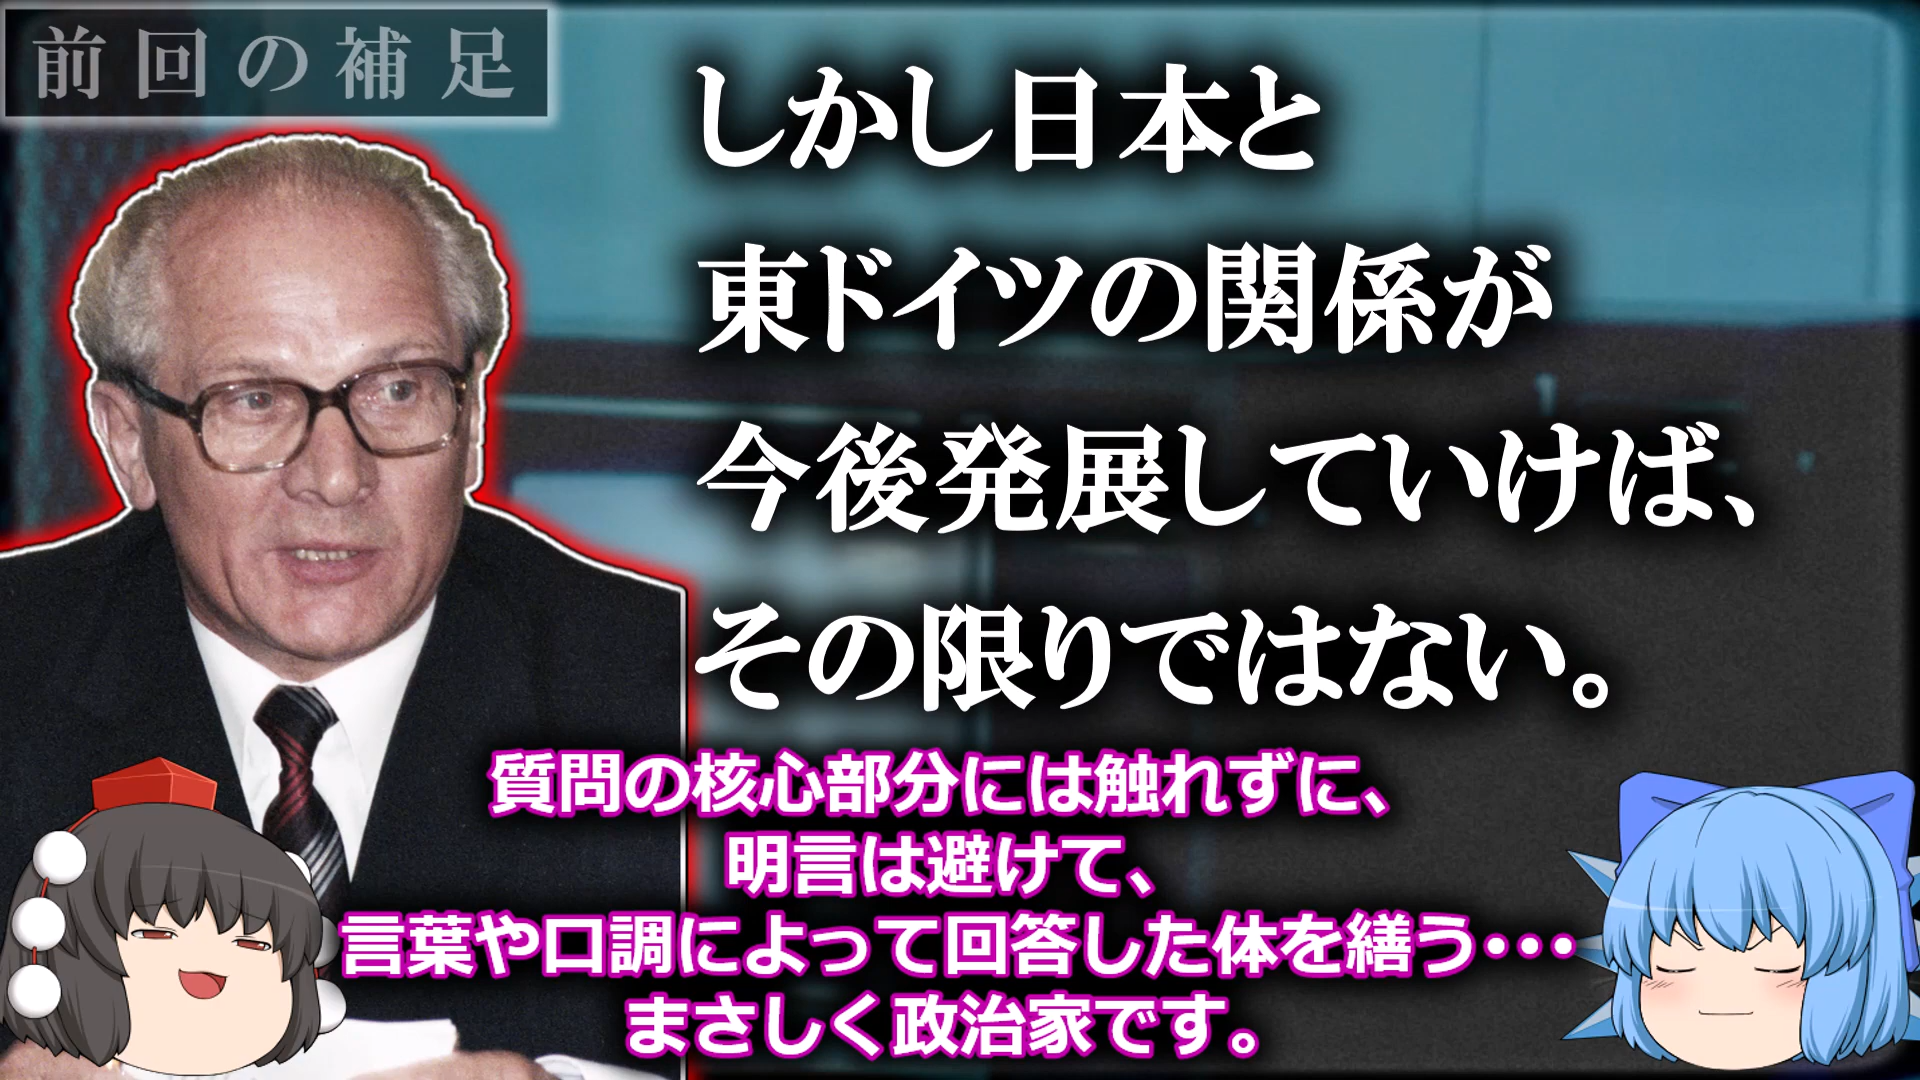 前回の補足
しかし日本と
東ドイツの関係が
今後発展していけば、
その限りではない。
質問の核心部分には触れずに、
明言は避けて、
言葉や口調によって回答した体を繕う・・・
まさしく政治家です。